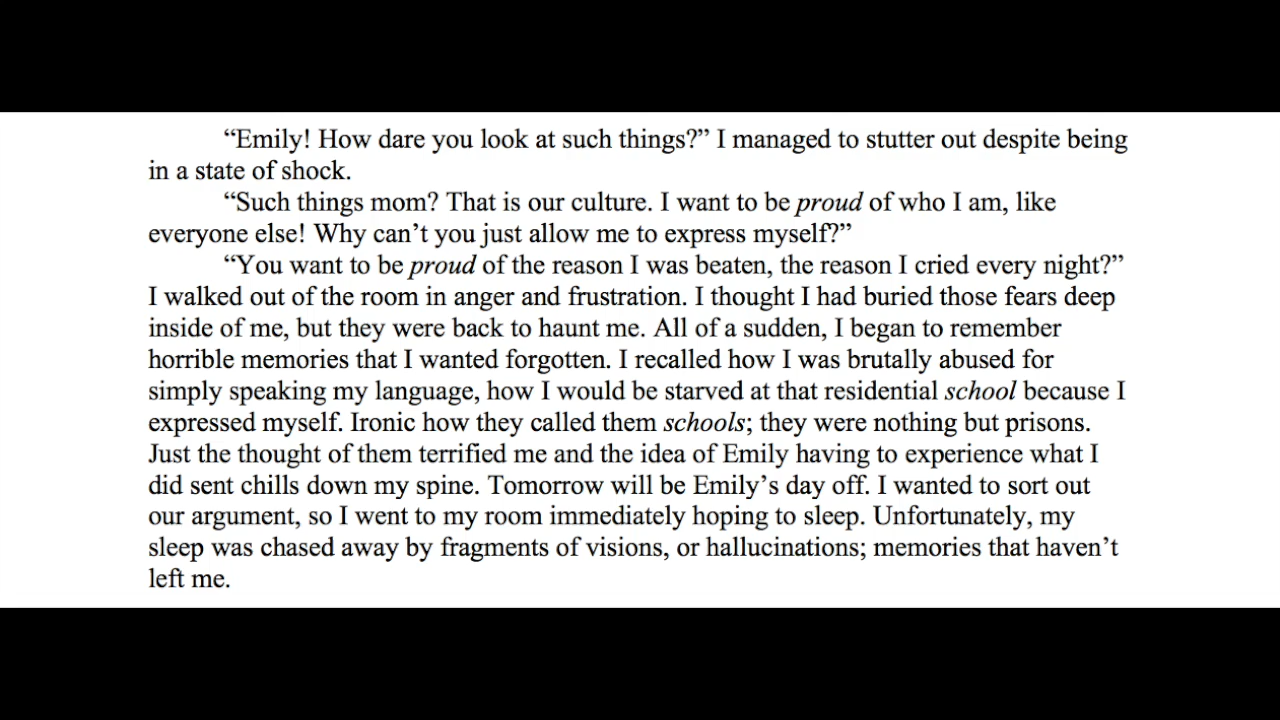 “Emily! How dare you look at such things?” I managed to stutter out despite being
in a state of shock.
“Such things mom? That is our culture. I want to be proud of who I am, like
everyone else! Why can’t you just allow me to express myself?”
“You want to be proud of the reason I was beaten, the reason I cried every night?”
I walked out of the room in anger and frustration. I thought I had buried those fears deep
inside of me, but they were back to haunt me. All of a sudden, I began to remember
horrible memories that I wanted forgotten. I recalled how I was brutally abused for
simply speaking my language, how I would be starved at that residential school because I
expressed myself. Ironic how they called them schools; they were nothing but prisons.
Just the thought of them terrified me and the idea of Emily having to experience what I
did sent chills down my spine. Tomorrow will be Emily’s day off. I wanted to sort out
our argument, so I went to my room immediately hoping to sleep. Unfortunately, my
sleep was chased away by fragments of visions, or hallucinations; memories that haven’t
left me.